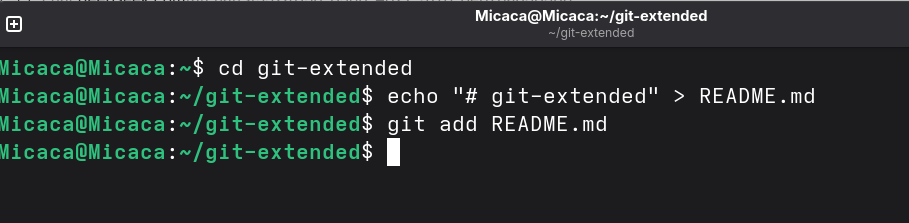 Micaca@Micaca:~/git-extended
~/git-extended
Micaca@Micaca:~$ cd git-extended
Micaca@Micaca:~/git-extended$ echo "# git-extended" > README.md
Micaca@Micaca:~/git-extended$ git add README.md
Micaca@Micaca:~/git-extended$